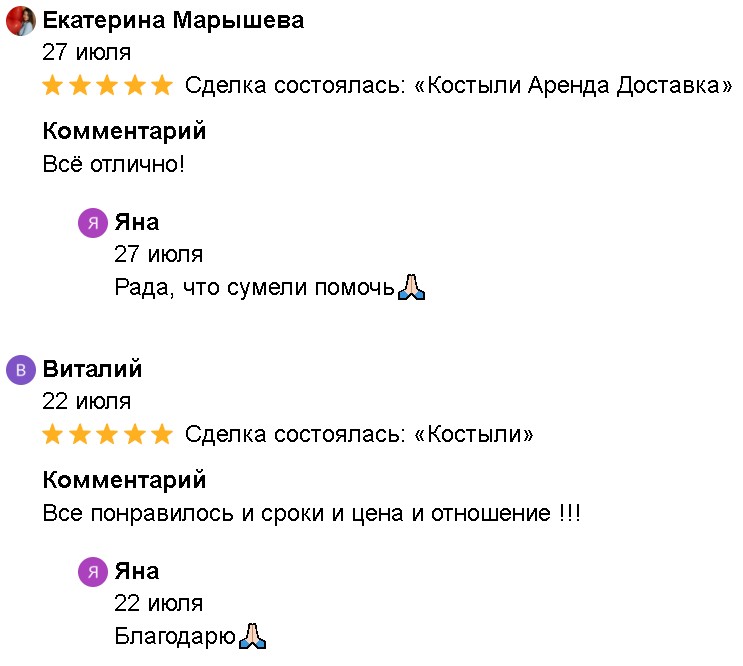 Екатерина Марышева
27 июля
Сделка состоялась: «Костыли Аренда Доставка»
Комментарий
Всё отлично!
Я Яна
27 июля
Рада, что сумели помочь🙏🏻
В Виталий
22 июля
Сделка состоялась: «Костыли»
Комментарий
Все понравилось и сроки и цена и отношение !!!
Я Яна
22 июля
Благодарю🙏🏻